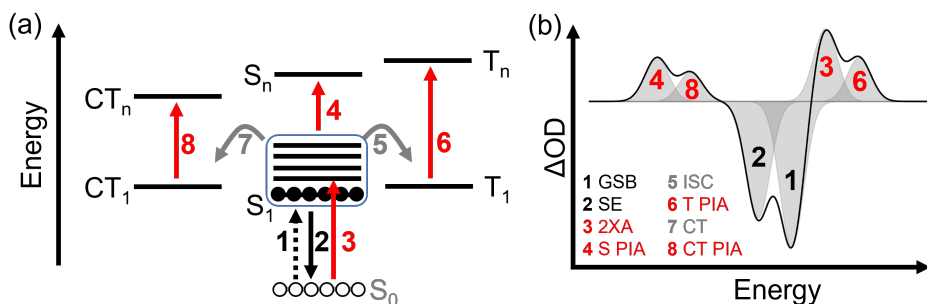 (a)
Energy
CTn
CT1
8
7
Sn
4
S1
1
2
3
S0
5
Tn
6
T1
(b)
ΔOD
4
8
2
1
3
6
1 GSB
2 SE
3 2XA
4 S PIA
5 ISC
6 T PIA
7 CT
8 CT PIA
Energy